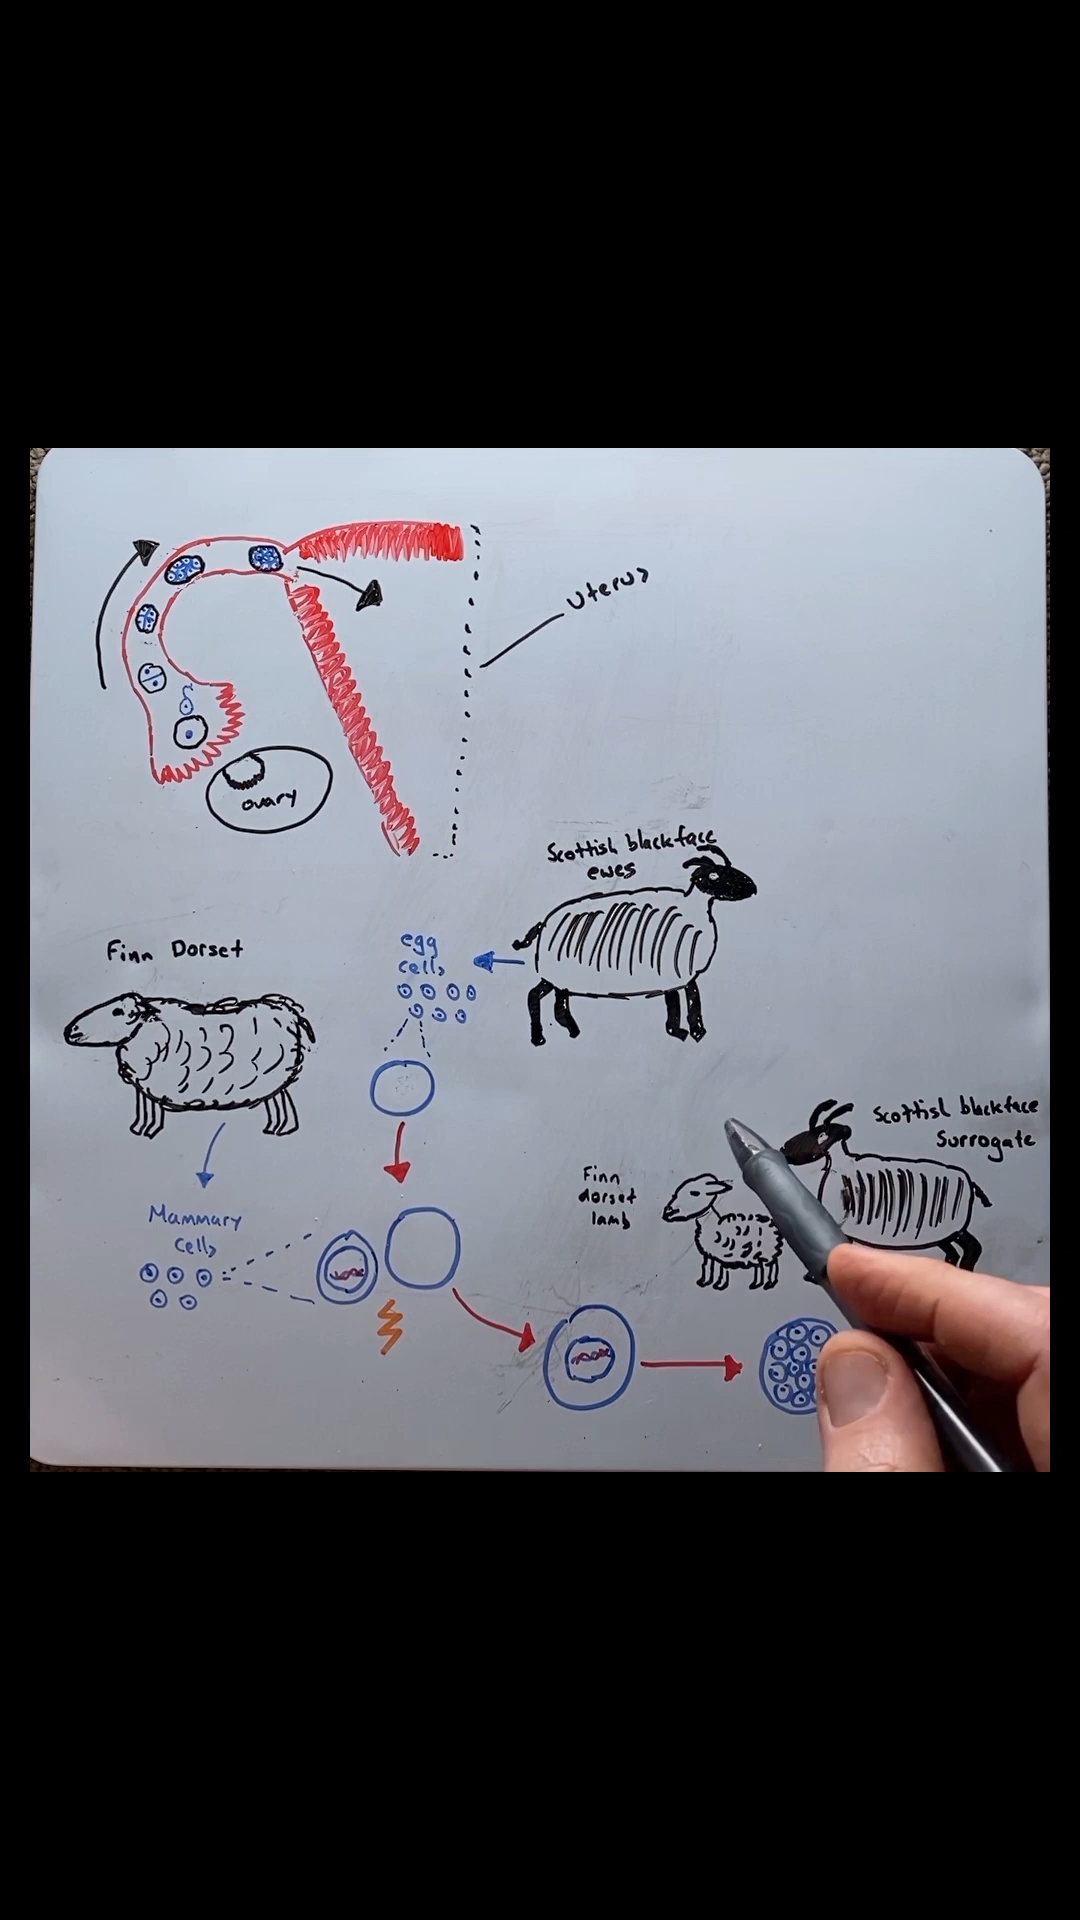 uterus
ovary
Scottish blackface
ewes
Finn Dorset
egg
cells
Scottish blackface
Surrogate
Finn
dorset
lamb
Mammary
Cells